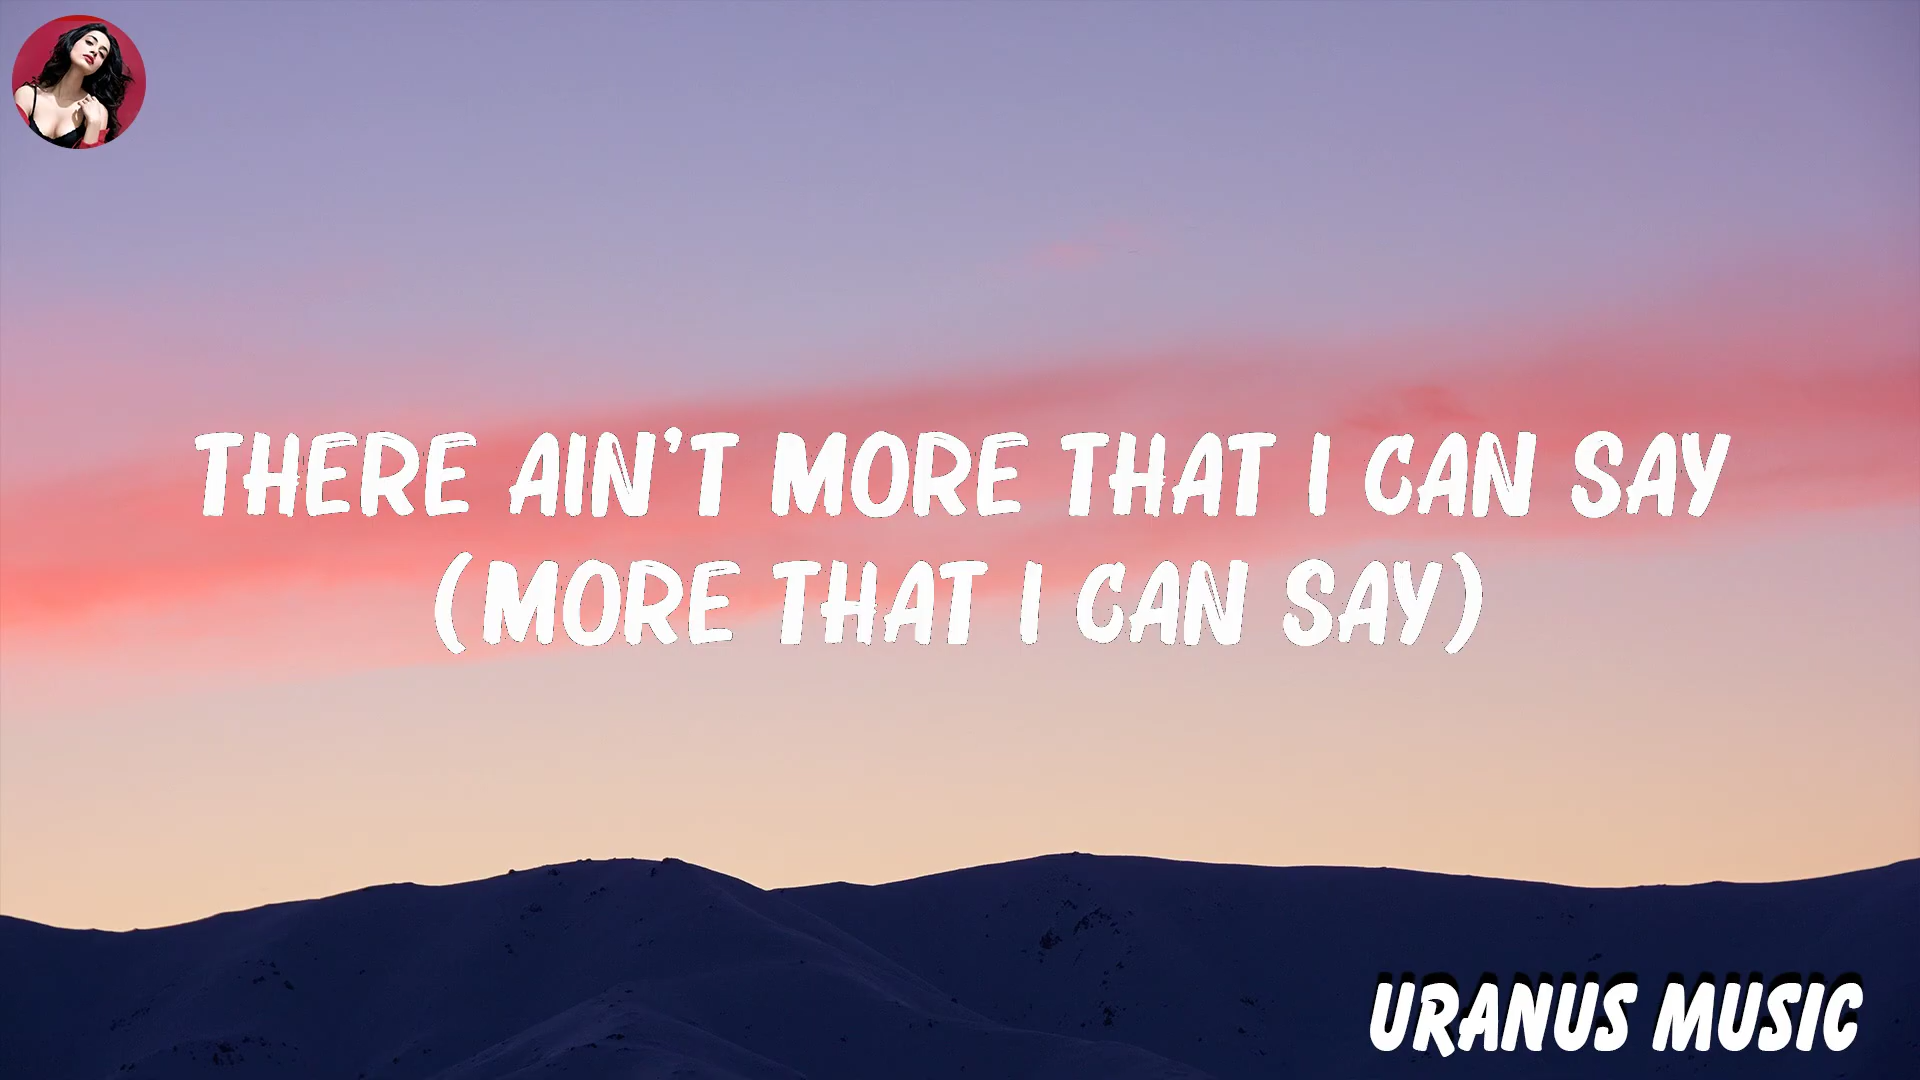 THERE AIN'T MORE THAT I CAN SAY
(MORE THAT I CAN SAY)
URANUS MUSIC